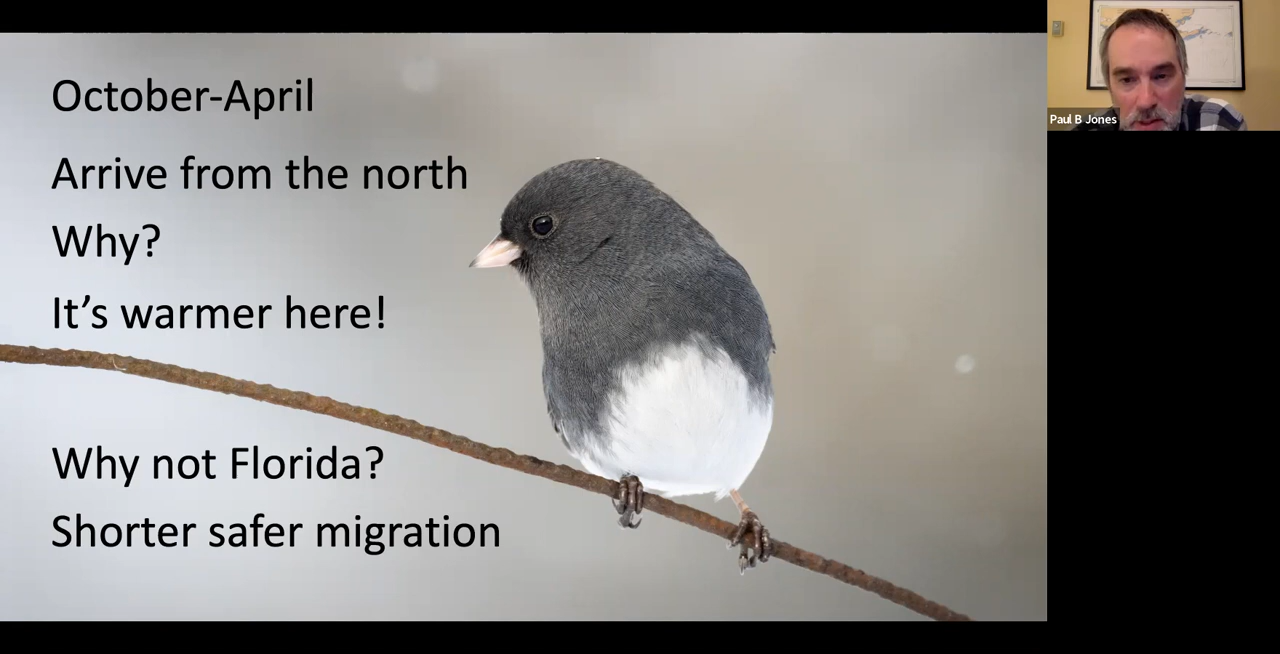 October-April
Arrive from the north
Why?
It’s warmer here!
Why not Florida?
Shorter safer migration
Paul B Jones